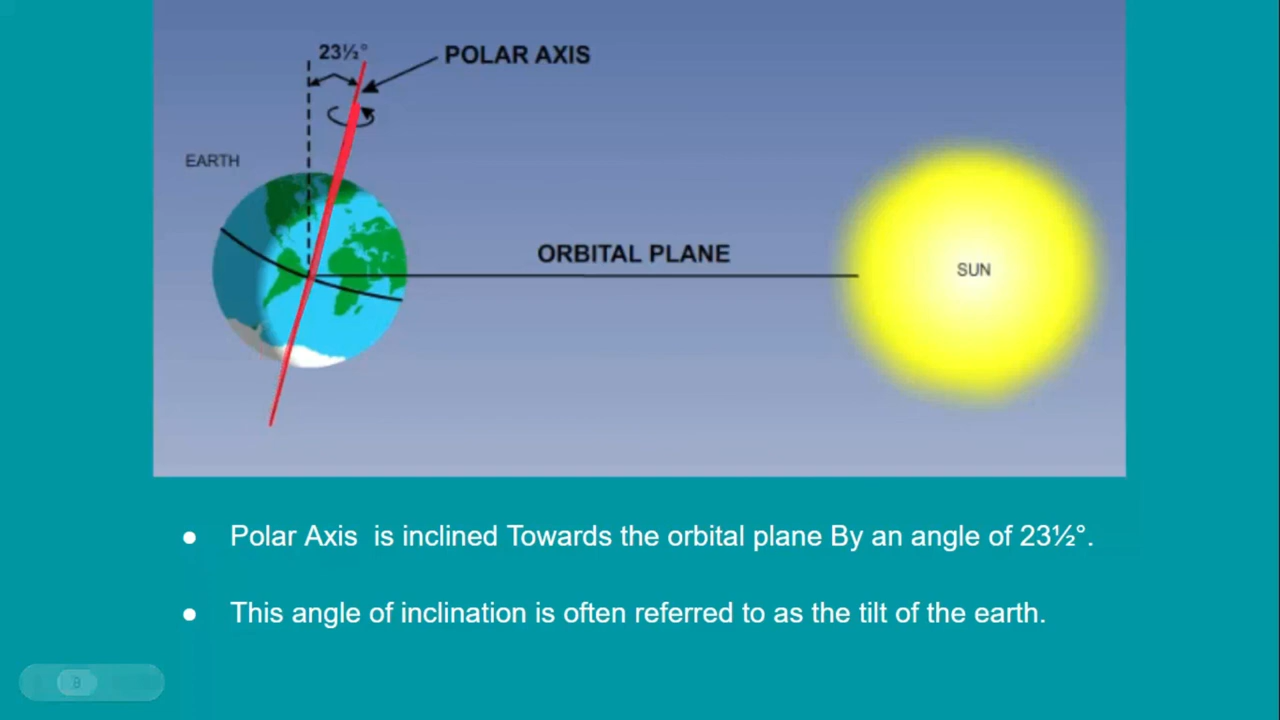 23½°
POLAR AXIS
EARTH
ORBITAL PLANE
SUN
● Polar Axis is inclined Towards the orbital plane By an angle of 23½°.
● This angle of inclination is often referred to as the tilt of the earth.